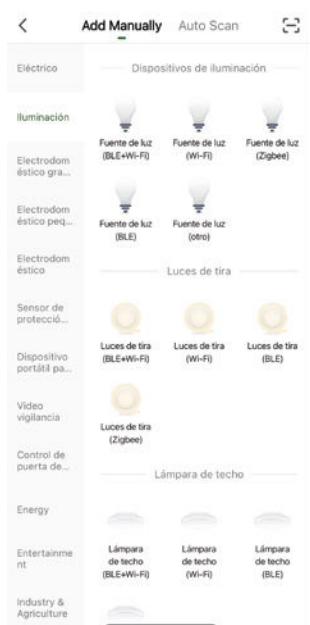 Add Manually Auto Scan
Eléctrico
Iluminación
Electrodom
éstico gra...
Electrodom
éstico peq...
Electrodom
éstico
Sensor de
protecció...
Dispositivo
portátil pa...
Video
vigilancia
Control de
puerta de...
Energy
Entertainme
nt
Industry &
Agriculture
Dispositivos de iluminación
Fuente de luz
(BLE+Wi-Fi)
Fuente de luz
(Wi-Fi)
Fuente de luz
(Zigbee)
Fuente de luz
(BLE)
Fuente de luz
(otro)
Luces de tira
Luces de tira
(BLE+Wi-Fi)
Luces de tira
(Wi-Fi)
Luces de tira
(BLE)
Luces de tira
(Zigbee)
Lámpara de techo
Lámpara
de techo
(BLE+Wi-Fi)
Lámpara
de techo
(Wi-Fi)
Lámpara
de techo
(BLE)